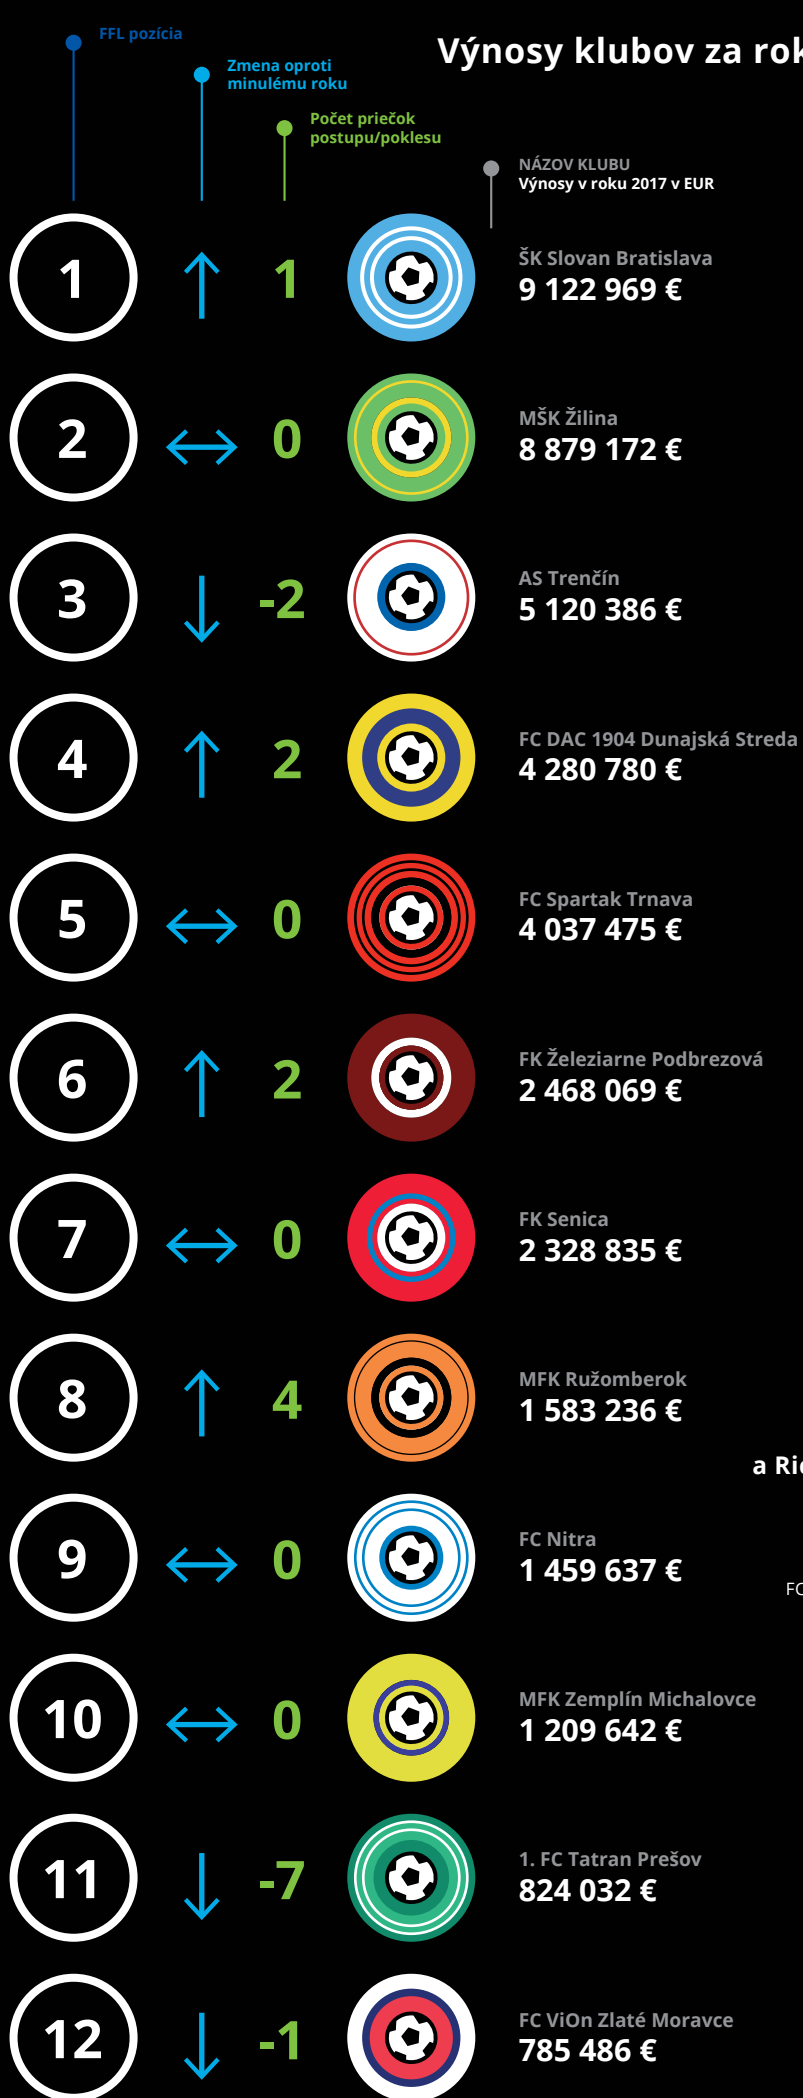 FFL pozícia
Výnosy klubov za rok
Zmena oproti
minulému roku
Počet priečok
postupu/poklesu
NÁZOV KLUBU
Výnosy v roku 2017 v EUR
1
1
ŠK Slovan Bratislava
9 122 969 €
2
0
MŠK Žilina
8 879 172 €
3
-2
AS Trenčín
5 120 386 €
4
2
FC DAC 1904 Dunajská Streda
4 280 780 €
5
0
FC Spartak Trnava
4 037 475 €
6
2
FK Železiarne Podbrezová
2 468 069 €
7
0
FK Senica
2 328 835 €
8
4
MFK Ružomberok
1 583 236 €
a
9
0
FC Nitra
1 459 637 €
10
0
MFK Zemplín Michalovce
1 209 642 €
11
-7
1. FC Tatran Prešov
824 032 €
12
-1
FC ViOn Zlaté Moravce
785 486 €